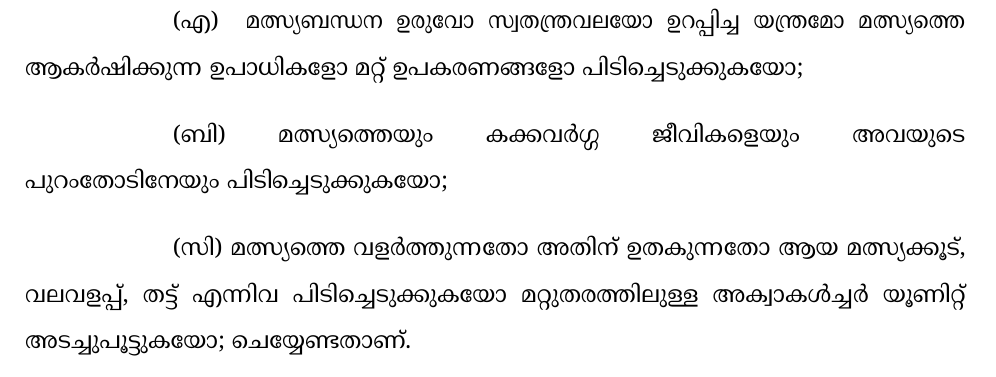 (എ) മത്സ്യബന്ധന ഉരുവോ സ്വതന്ത്രവലയോ ഉറപ്പിച്ച യന്ത്രമോ മത്സ്യത്തെ
ആകർഷിക്കുന്ന ഉപാധികളോ മറ്റ് ഉപകരണങ്ങളോ പിടിച്ചെടുക്കുകയോ;
(ബി) മത്സ്യത്തെയും കക്കവർഗ്ഗ ജീവികളെയും അവയുടെ
പുറംതോടിനേയും പിടിച്ചെടുക്കുകയോ;
(സി) മത്സ്യത്തെ വളർത്തുന്നതോ അതിന് ഉതകുന്നതോ ആയ മത്സ്യക്കൂട്,
വലവളപ്പ്, തട്ട് എന്നിവ പിടിച്ചെടുക്കുകയോ മറ്റുതരത്തിലുള്ള അക്വാകൾച്ചർ യൂണിറ്റ്
അടച്ചുപൂട്ടുകയോ; ചെയ്യേണ്ടതാണ്.